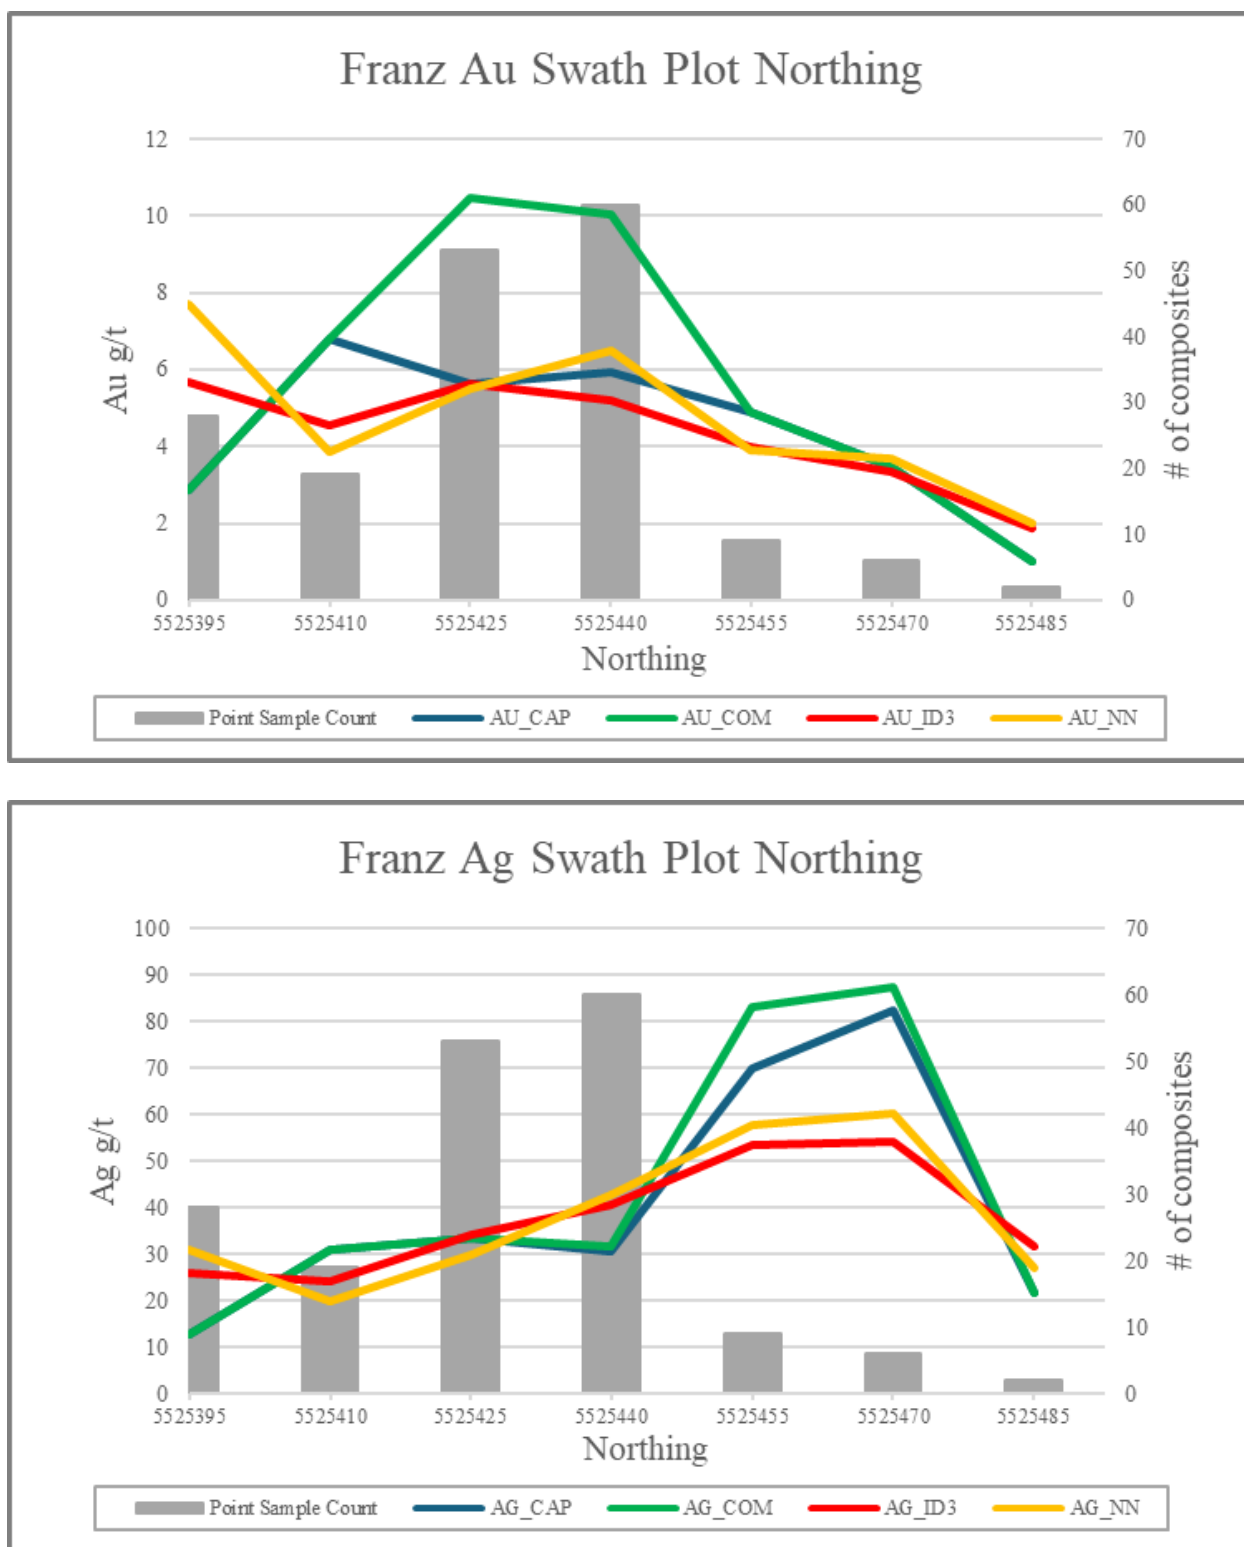 Franz Au Swath Plot Northing
12 70
10 60
8 50
6 40
4 30
2 20
0 10
0
Au g/t
# of composites
5525395 5525410 5525425 5525440 5525455 5525470 5525485
Northing
Point Sample Count AU_CAP AU_COM AU_ID3 AU_NN
Franz Ag Swath Plot Northing
100 70
90 60
80 50
70 40
60 30
50 20
40 10
30 0
20
10
0
Ag g/t
# of composites
5525395 5525410 5525425 5525440 5525455 5525470 5525485
Northing
Point Sample Count AG_CAP AG_COM AG_ID3 AG_NN